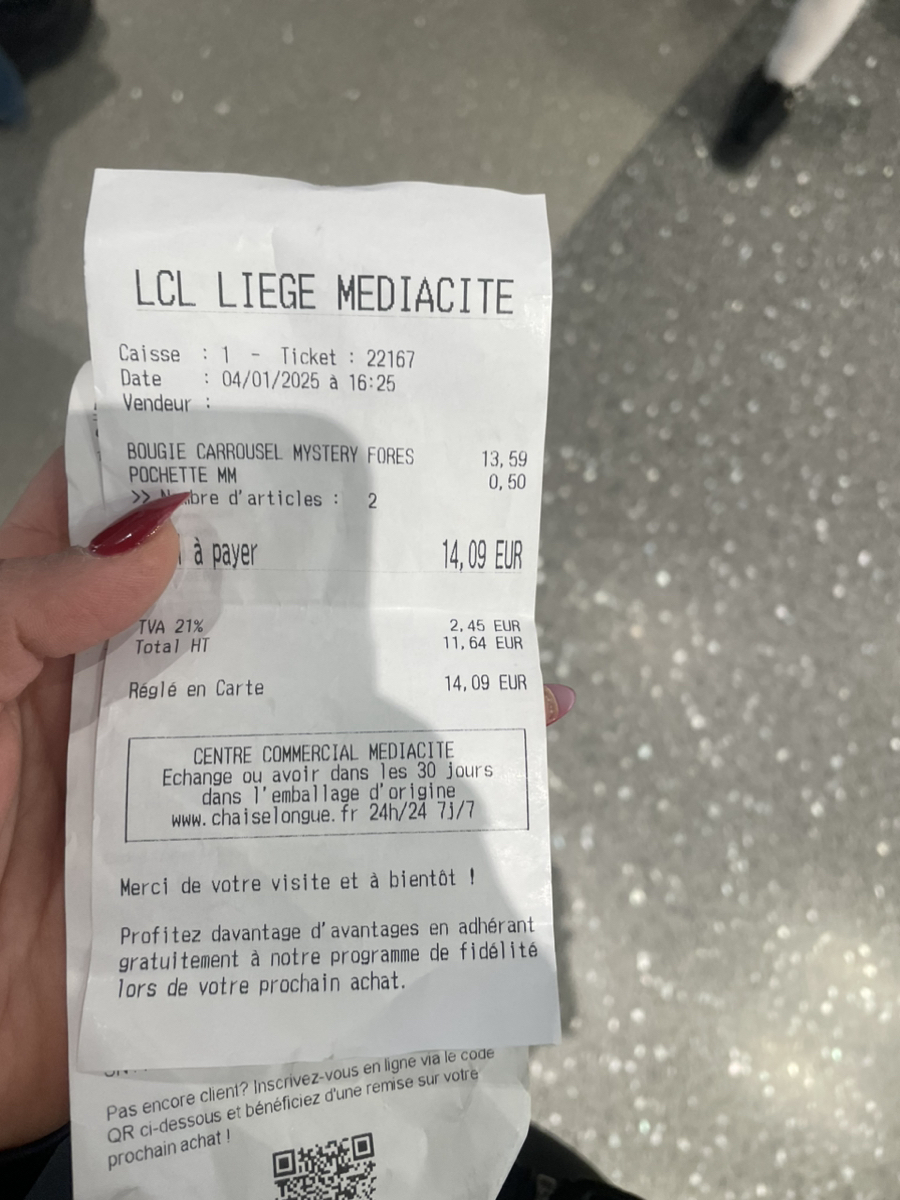 LCL LIEGE MEDIACITE
Caisse : 1 - Ticket : 22167
Date : 04/01/2025 à 16:25
Vendeur :
BOUGIE CARROUSEL MYSTERY FORES 13,59
POCHETTE MM 0,50
>> Nombre d'articles : 2
à payer 14,09 EUR
TVA 21% 2,45 EUR
Total HT 11,64 EUR
Réglé en Carte 14,09 EUR
CENTRE COMMERCIAL MEDIACITE
Echange ou avoir dans les 30 jours
dans l'emballage d'origine
www.chaiselongue.fr 24h/24 7j/7
Merci de votre visite et à bientôt !
Profitez davantage d'avantages en adhérant
gratuitement à notre programme de fidélité
lors de votre prochain achat.
Pas encore client? Inscrivez-vous en ligne via le code
QR ci-dessous et bénéficiez d'une remise sur votre
prochain achat !